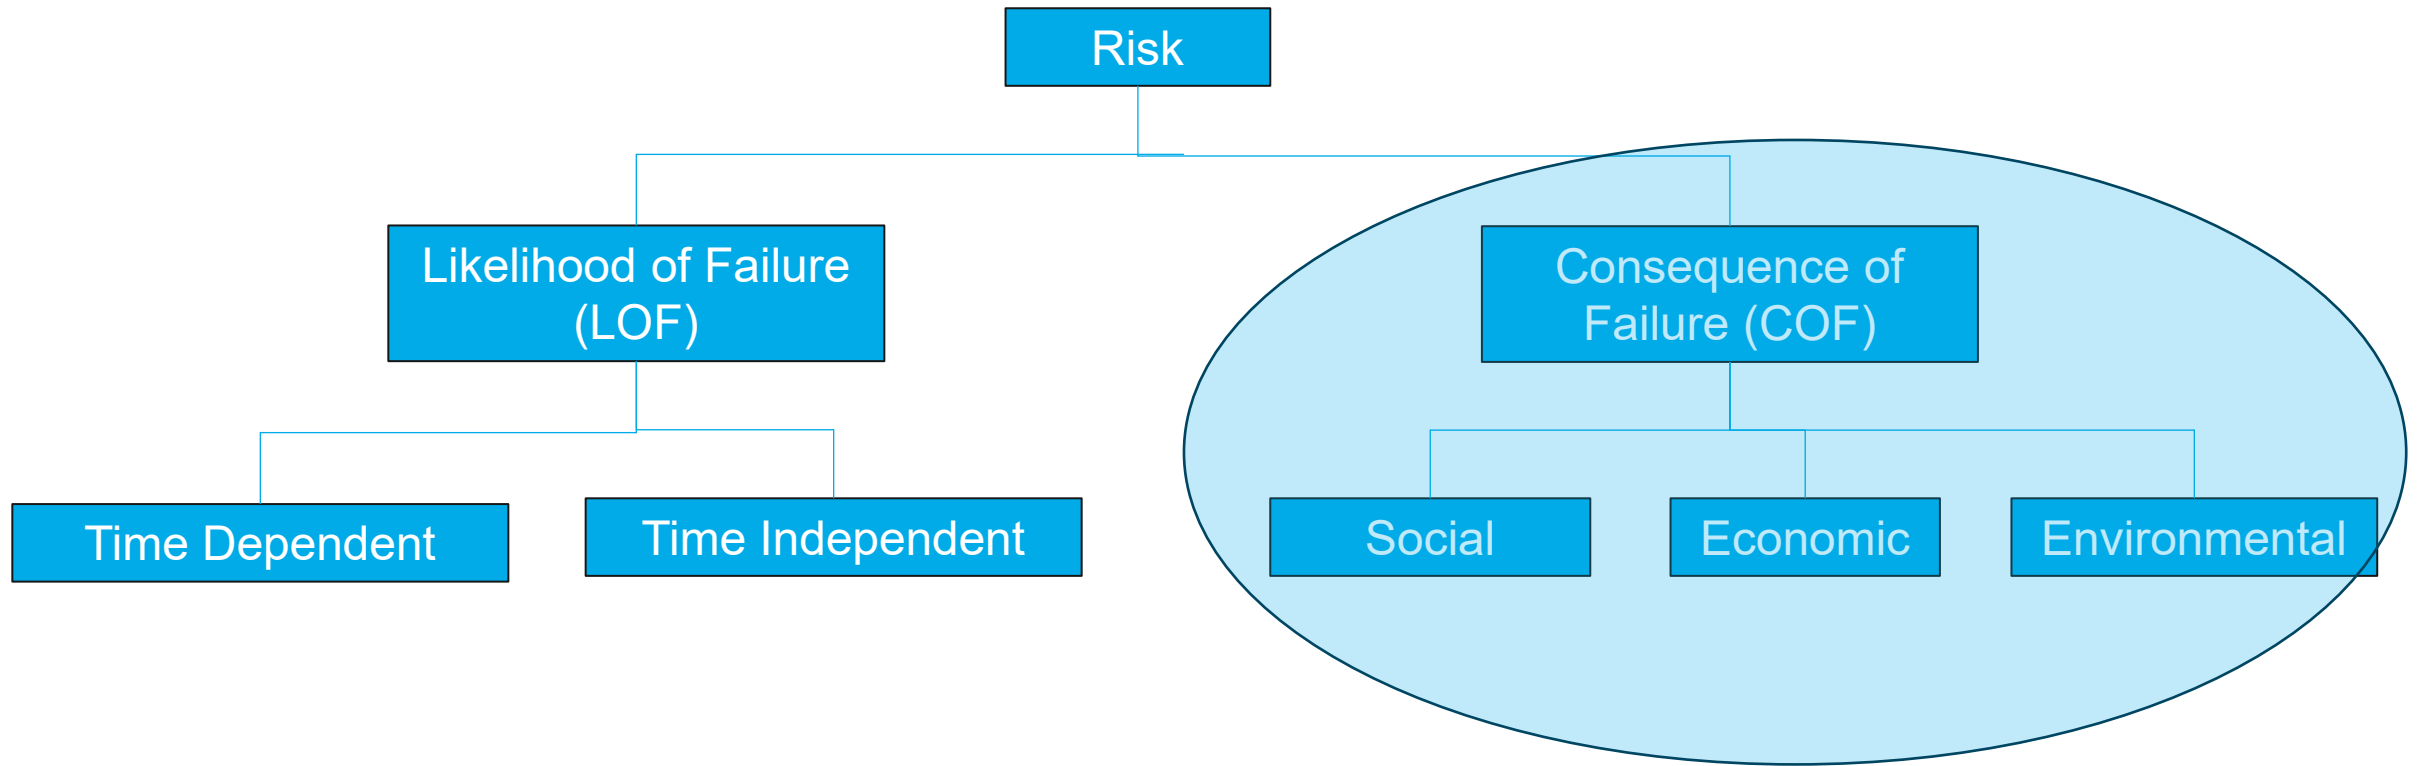 Risk
Likelihood of Failure
(LOF)
Consequence of
Failure (COF)
Time Dependent
Time Independent
Social
Economic
Environmental